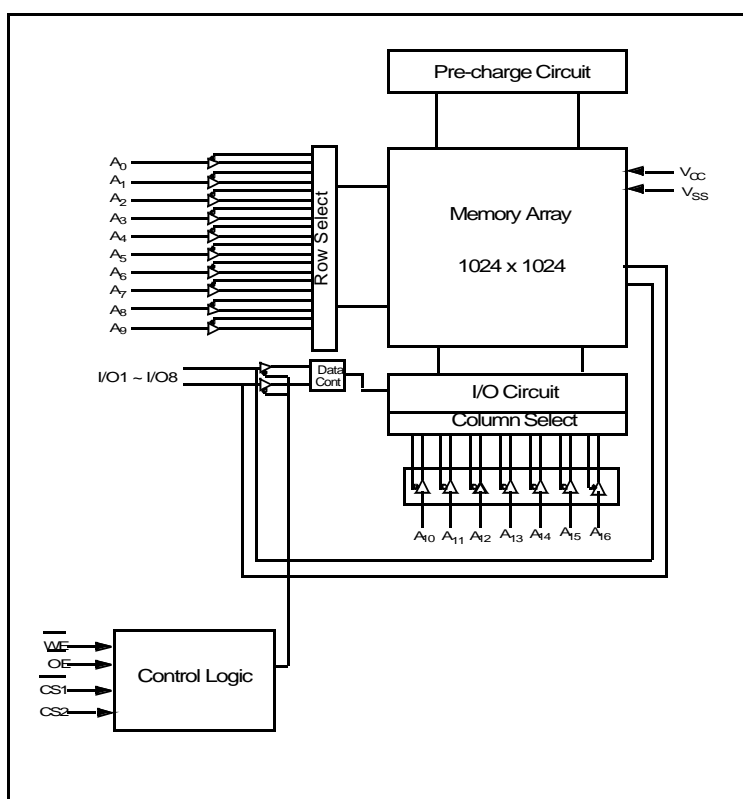 Pre-charge Circuit
A0
A1
A2
A3
A4
A5
A6
A7
A8
A9
Row Select
Memory Array
1024 x 1024
VCC
VSS
I/O1 ~ I/O8
Data
Cont
I/O Circuit
Column Select
A10
A11
A12
A13
A14
A15
A16
WE
OE
CS1
CS2
Control Logic